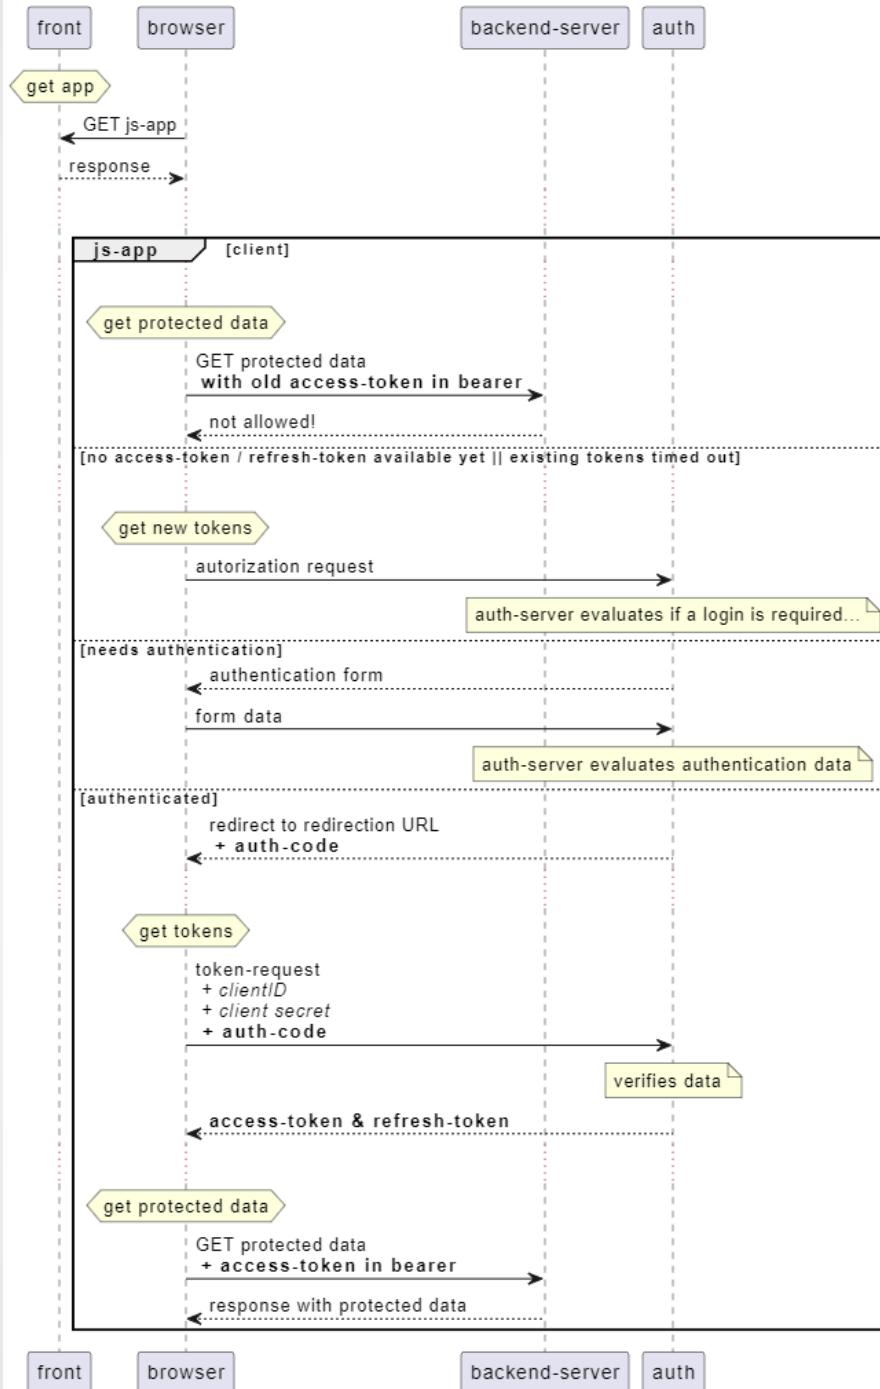 front browser backend-server auth
get app
GET js-app
response
js-app [client]
get protected data
GET protected data
with old access-token in bearer
not allowed!
[no access-token / refresh-token available yet || existing tokens timed out]
get new tokens
autorization request
auth-server evaluates if a login is required...
[needs authentication]
authentication form
form data
auth-server evaluates authentication data
[authenticated]
redirect to redirection URL
+ auth-code
get tokens
token-request
+ clientID
+ client secret
+ auth-code
verifies data
access-token & refresh-token
get protected data
GET protected data
+ access-token in bearer
response with protected data
front browser backend-server auth